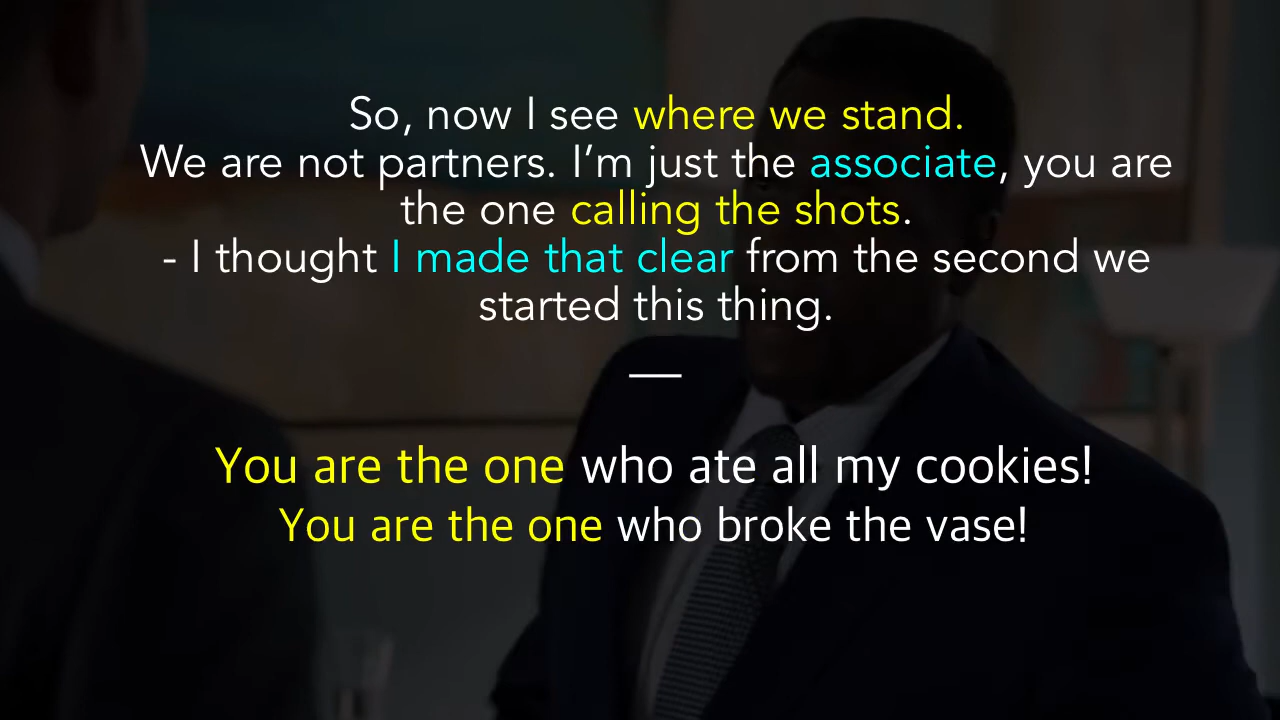 So, now I see where we stand.
We are not partners. I'm just the associate, you are
the one calling the shots.
- I thought I made that clear from the second we
started this thing.
—
You are the one who ate all my cookies!
You are the one who broke the vase!